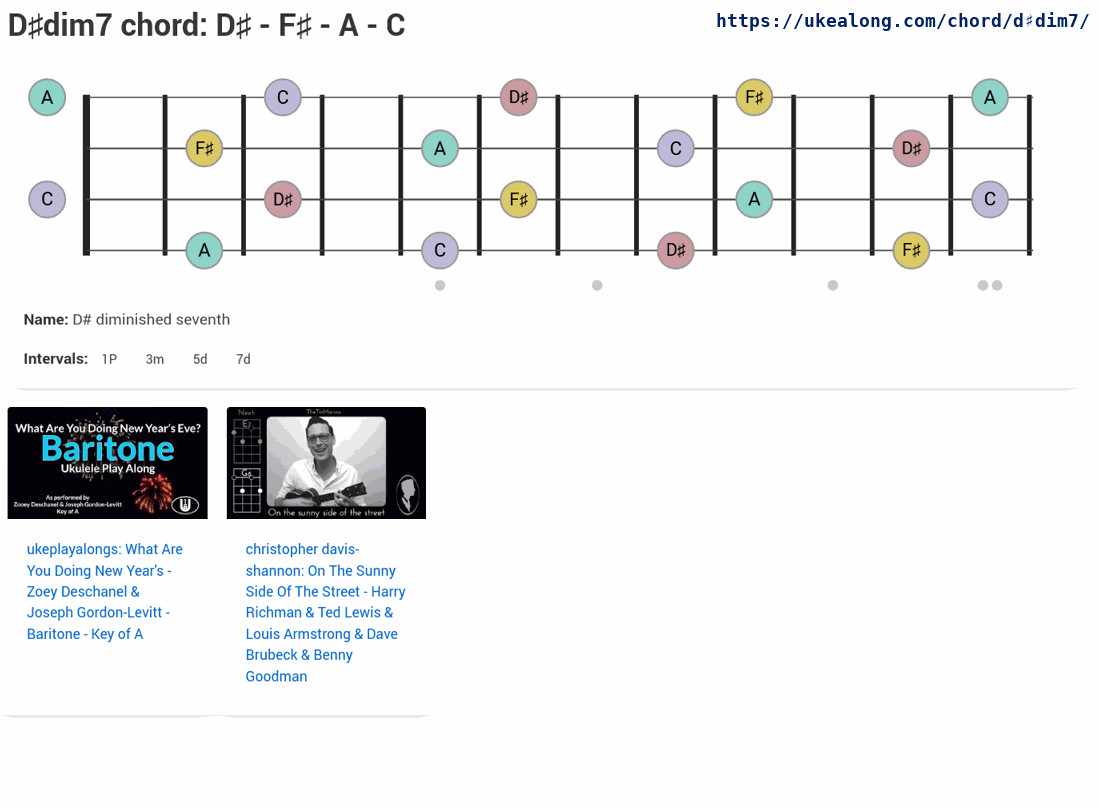 D♯dim7 chord: D♯ - F♯ - A - C
https://ukealong.com/chord/d♯dim7/
A C D♯ F♯ A
F♯ A C D♯
C D♯ F♯ A C
A C D♯ F♯
Name: D# diminished seventh
Intervals: 1P 3m 5d 7d
What Are You Doing New Year's Eve?
Baritone
Ukulele Play Along
As performed by
Zooey Deschanel & Joseph Gordon-Levitt
Key of A
Next:
TheTinManos
E7
G6
On the sunny side of the street
ukeplayalongs: What Are
You Doing New Year's -
Zoey Deschanel &
Joseph Gordon-Levitt -
Baritone - Key of A
christopher davis-
shannon: On The Sunny
Side Of The Street - Harry
Richman & Ted Lewis &
Louis Armstrong & Dave
Brubeck & Benny
Goodman